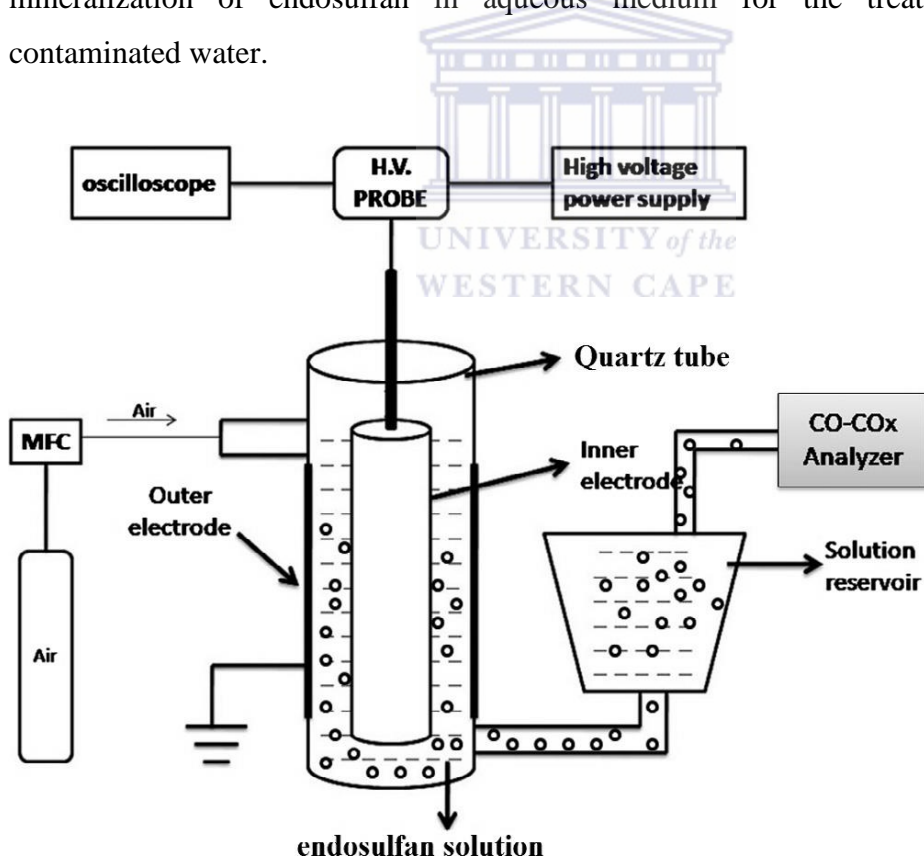 mineralization of endosulfan in aqueous medium for the treat
contaminated water.
UNIVERSITY of the
WESTERN CAPE
oscilloscope
H.V.
PROBE
High voltage
power supply
Quartz tube
Air
MFC
CO-COx
Analyzer
Inner
electrode
Outer
electrode
Solution
reservoir
Air
endosulfan solution